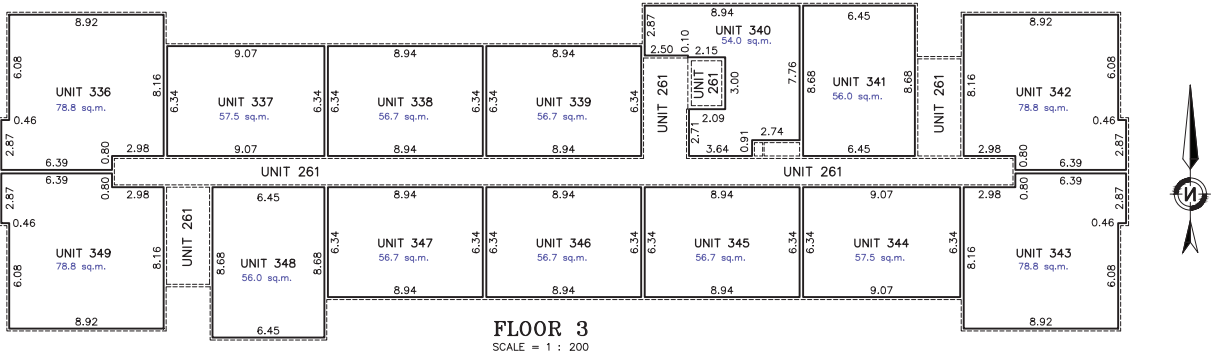 8.92
6.08
UNIT 336
78.8 sq.m.
8.16
0.46
2.87
6.39
0.80
2.98
9.07
6.34
UNIT 337
57.5 sq.m.
6.34
9.07
8.94
6.34
UNIT 338
56.7 sq.m.
6.34
8.94
8.94
6.34
UNIT 339
56.7 sq.m.
6.34
8.94
8.94
2.87
UNIT 340
54.0 sq.m.
2.50
0.10
2.15
7.76
UNIT 261
UNIT 261
3.00
2.09
2.71
3.64
0.91
2.74
6.45
8.68
UNIT 341
56.0 sq.m.
8.68
6.45
UNIT 261
8.92
8.16
UNIT 342
78.8 sq.m.
6.08
0.46
2.87
2.98
0.80
6.39
UNIT 261
UNIT 261
6.39
2.87
0.80
2.98
0.46
UNIT 349
78.8 sq.m.
8.16
6.08
8.92
UNIT 261
6.45
8.68
UNIT 348
56.0 sq.m.
8.68
6.45
8.94
6.34
UNIT 347
56.7 sq.m.
6.34
8.94
8.94
6.34
UNIT 346
56.7 sq.m.
6.34
8.94
8.94
6.34
UNIT 345
56.7 sq.m.
6.34
8.94
9.07
6.34
UNIT 344
57.5 sq.m.
6.34
9.07
2.98
0.80
6.39
2.87
0.46
8.16
UNIT 343
78.8 sq.m.
6.08
8.92
N
FLOOR 3
SCALE = 1 : 200